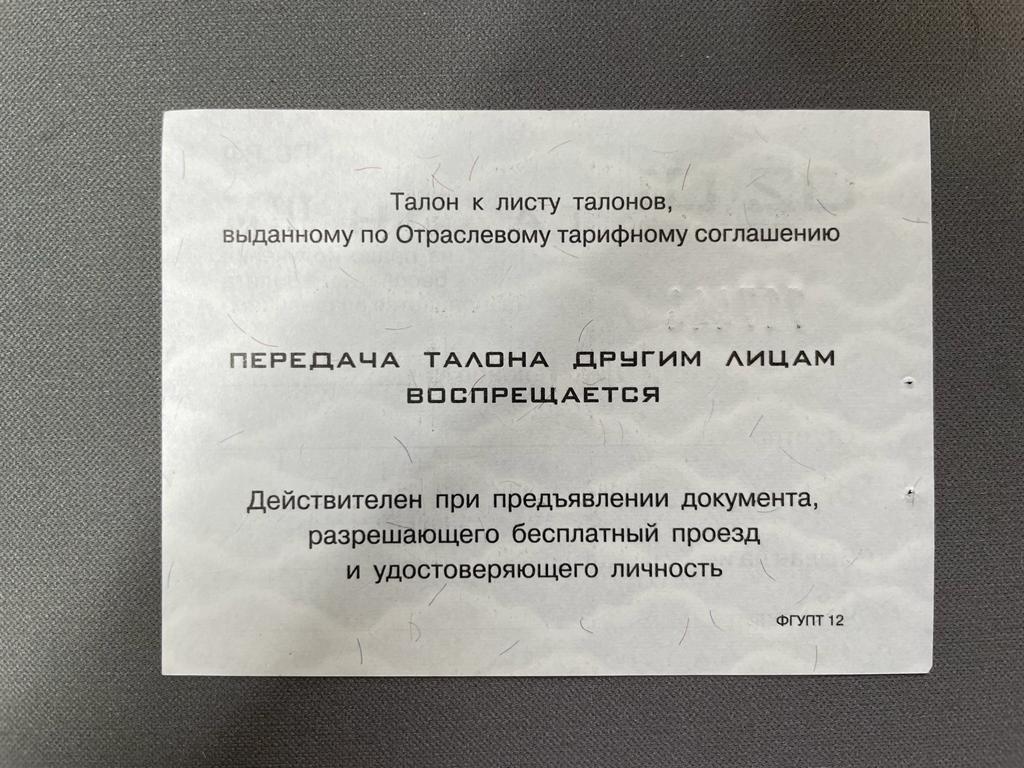 Талон к листу талонов,
выданному по Отраслевому тарифному соглашению
ПЕРЕДАЧА ТАЛОНА ДРУГИМ ЛИЦАМ
ВОСПРЕЩАЕТСЯ
Действителен при предъявлении документа,
разрешающего бесплатный проезд
и удостоверяющего личность
ФГУПТ 12